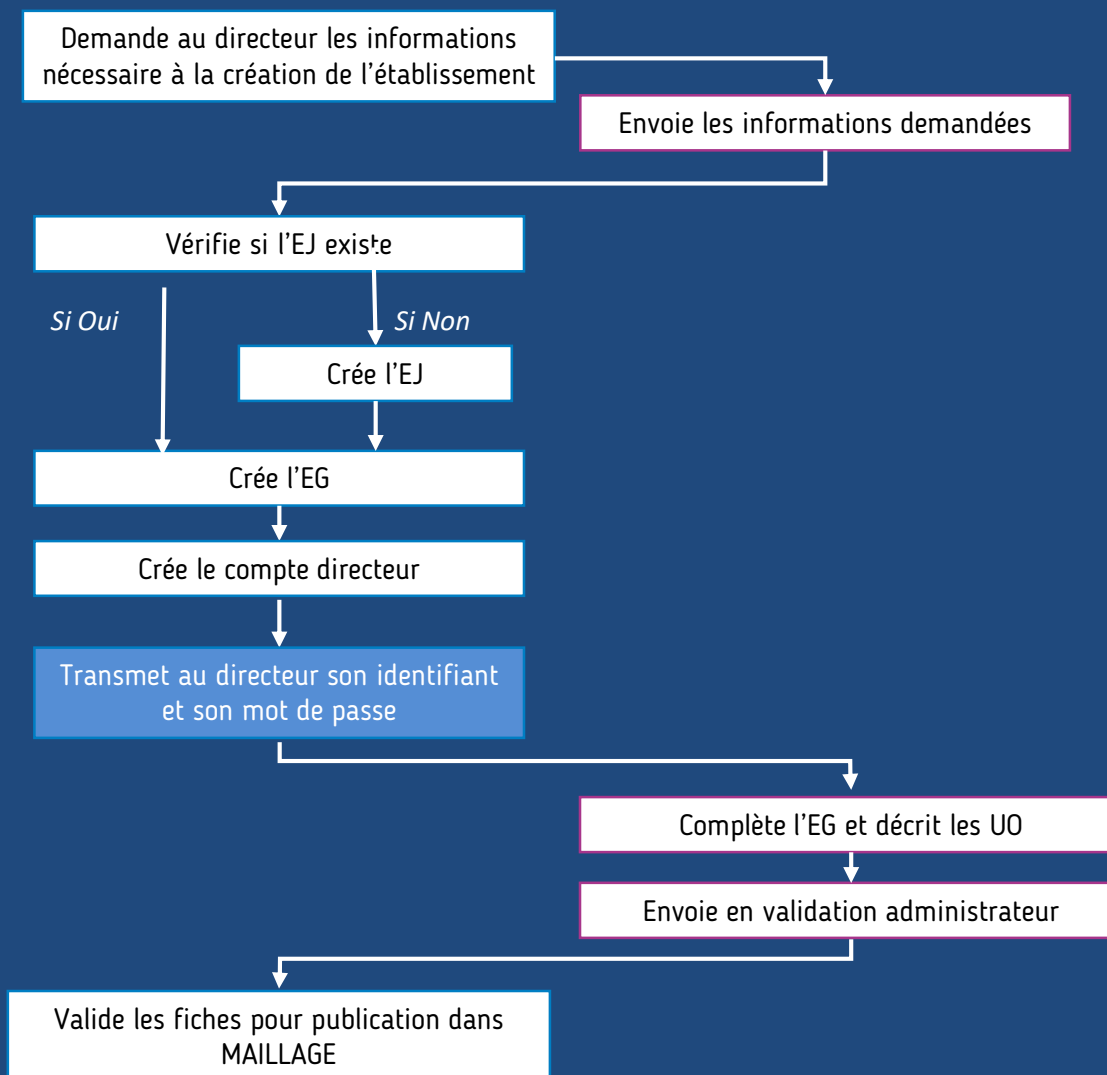 Demande au directeur les informations
nécessaire à la création de l'établissement
Envoie les informations demandées
Vérifie si l'EJ existe
Si Oui
Si Non
Crée l'EJ
Crée l'EG
Crée le compte directeur
Transmet au directeur son identifiant
et son mot de passe
Complète l'EG et décrit les UO
Envoie en validation administrateur
Valide les fiches pour publication dans
MAILLAGE